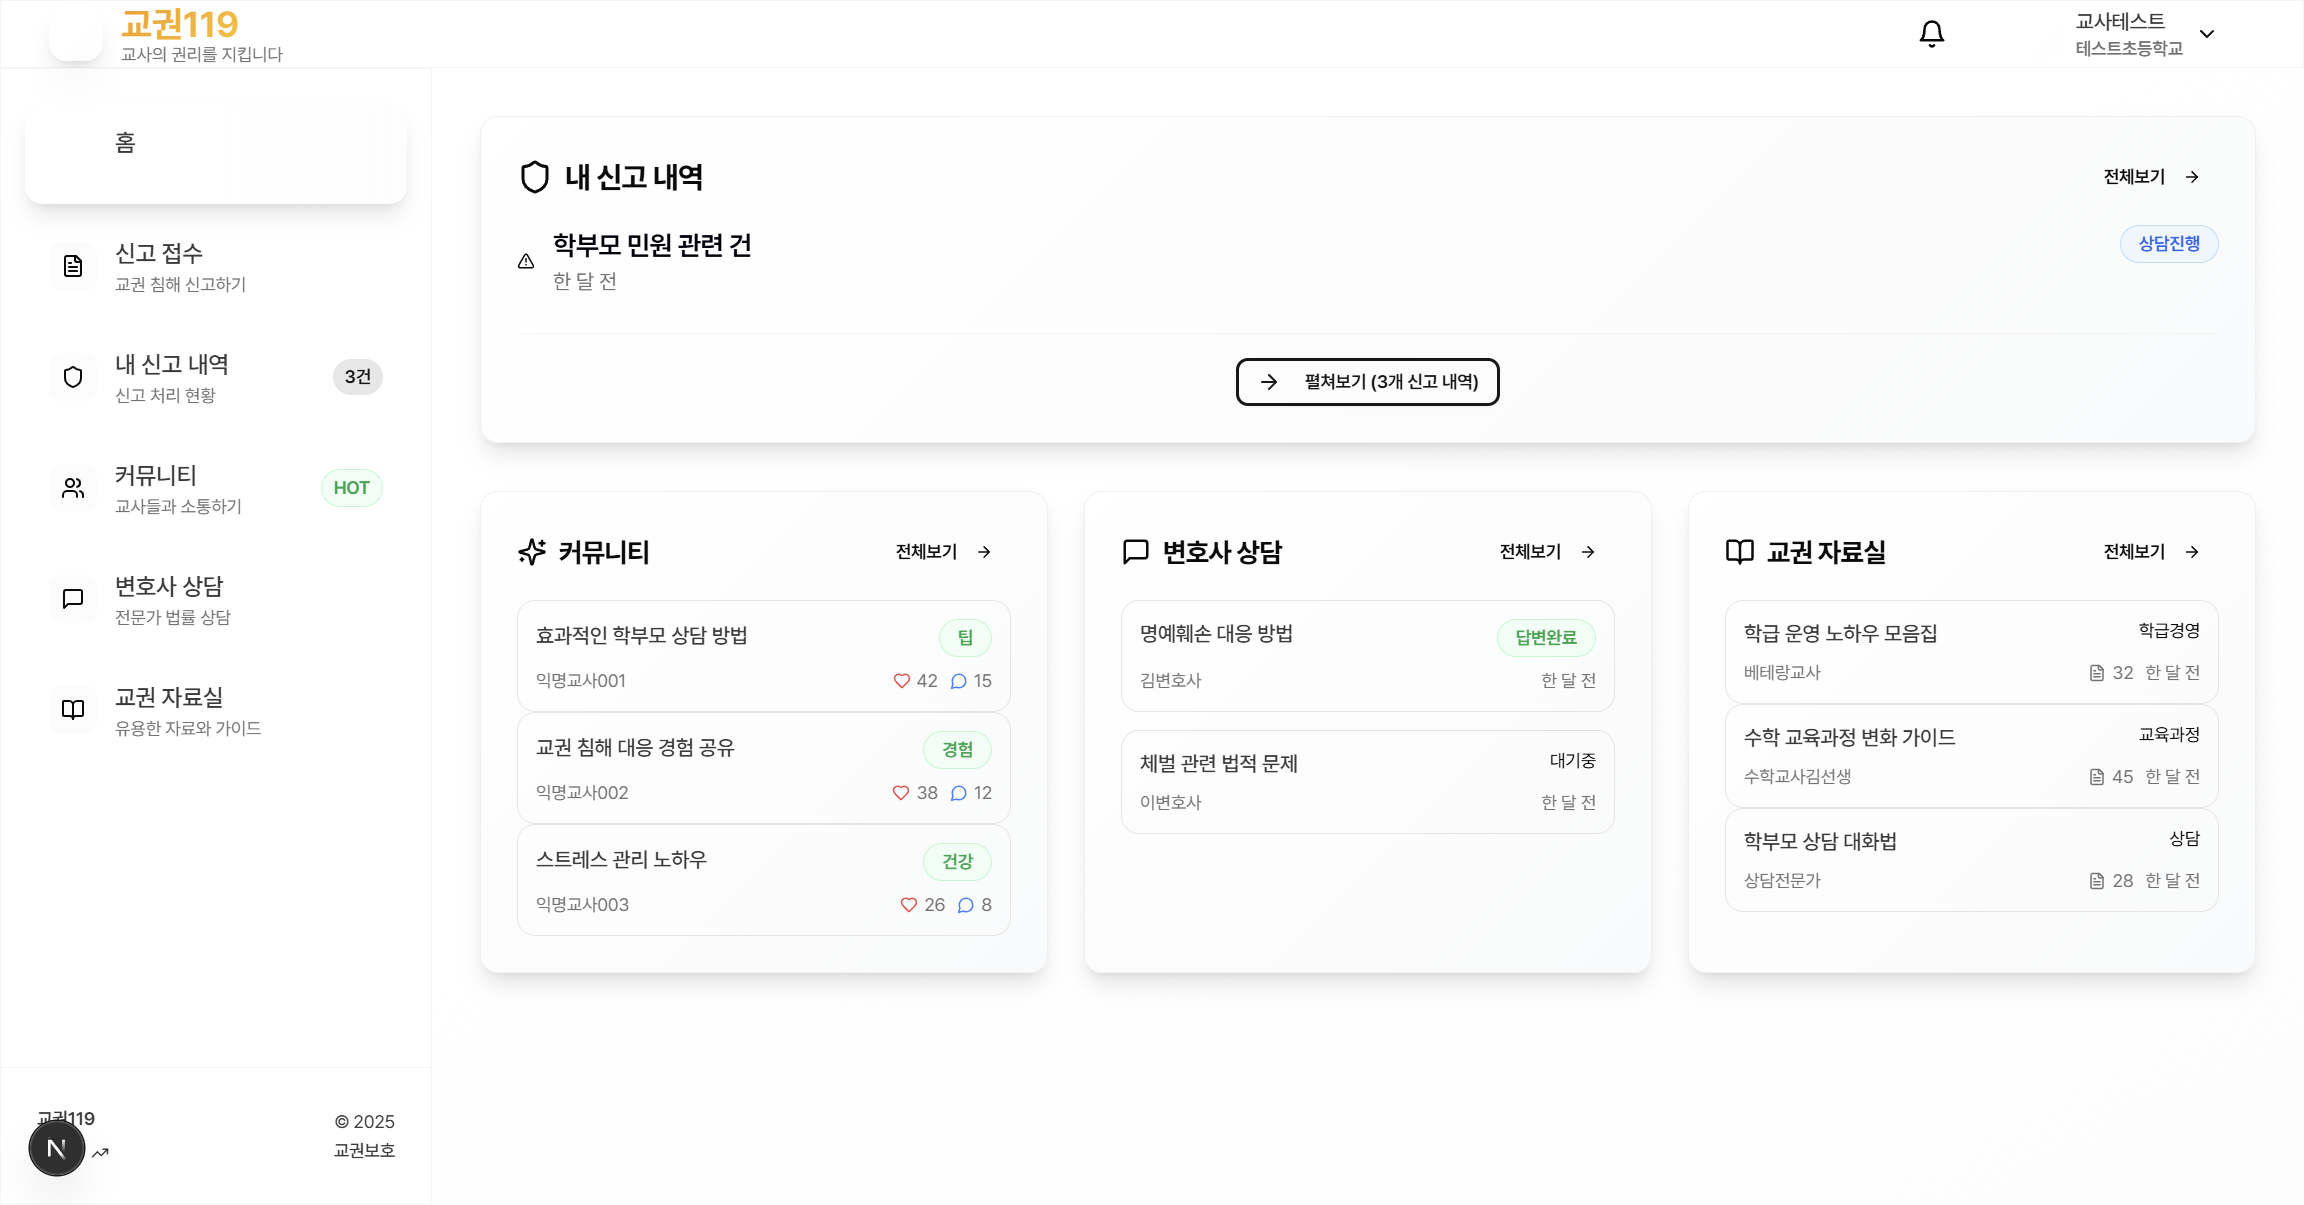 교권119
교사의 권리를 지킵니다
교사테스트
테스트초등학교
홈
신고 접수
교권 침해 신고하기
내 신고 내역
신고 처리 현황
3건
커뮤니티
교사들과 소통하기
HOT
변호사 상담
전문가 법률 상담
교권 자료실
유용한 자료와 가이드
교권119
N
© 2025
교권보호
내 신고 내역
전체보기
학부모 민원 관련 건
한 달 전
상담진행
펼쳐보기 (3개 신고 내역)
커뮤니티
전체보기
효과적인 학부모 상담 방법
팁
익명교사001
42 15
교권 침해 대응 경험 공유
경험
익명교사002
38 12
스트레스 관리 노하우
건강
익명교사003
26 8
변호사 상담
전체보기
명예훼손 대응 방법
답변완료
김변호사
한 달 전
체벌 관련 법적 문제
대기중
이변호사
한 달 전
교권 자료실
전체보기
학급 운영 노하우 모음집
학급경영
베테랑교사
32 한 달 전
수학 교육과정 변화 가이드
교육과정
수학교사김선생
45 한 달 전
학부모 상담 대화법
상담
상담전문가
28 한 달 전